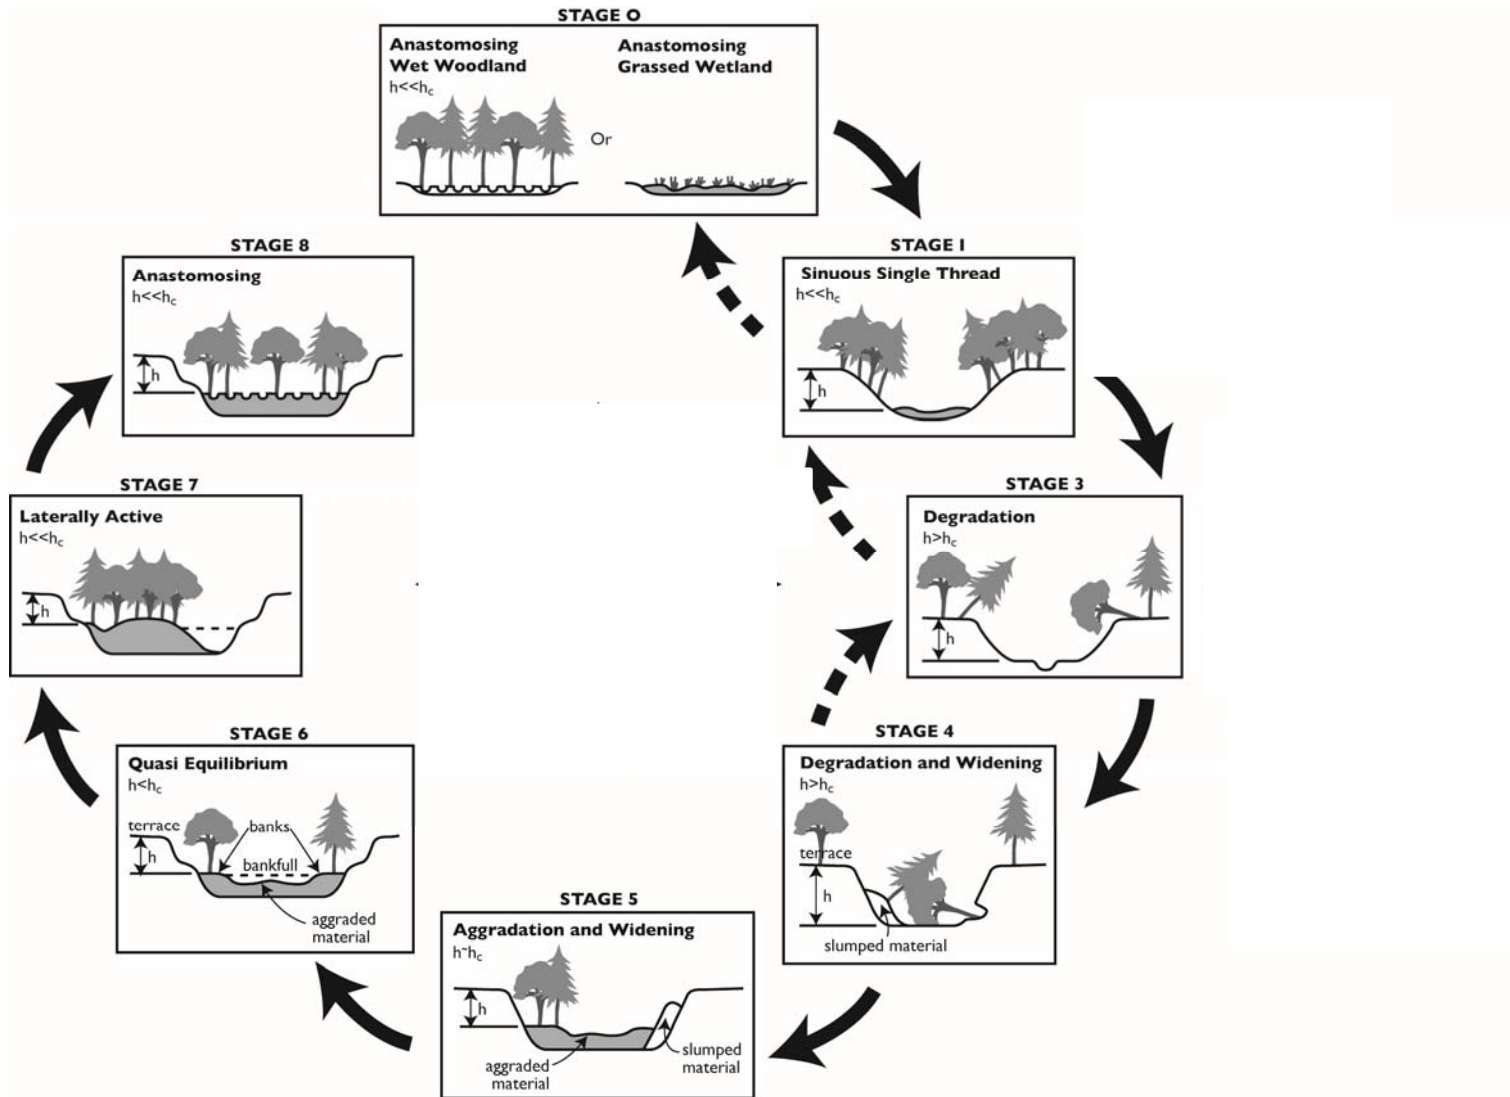 STAGE O
Anastomosing
Wet Woodland
h<<hc
Or
Anastomosing
Grassed Wetland
STAGE I
Sinuous Single Thread
h<<hc
h
STAGE 3
Degradation
h>hc
h
STAGE 4
Degradation and Widening
h>hc
terrace
h
slumped material
STAGE 5
Aggradation and Widening
h~hc
h
aggraded
material
slumped
material
STAGE 6
Quasi Equilibrium
h<hc
terrace
banks
h
bankfull
aggraded
material
STAGE 7
Laterally Active
h<<hc
h
STAGE 8
Anastomosing
h<<hc
h